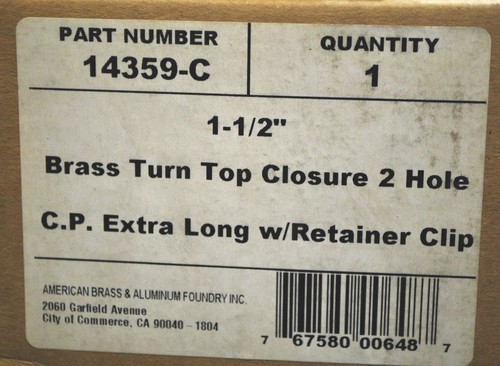 PART NUMBER
14359-C
QUANTITY
1
1-1/2"
Brass Turn Top Closure 2 Hole
C.P. Extra Long w/Retainer Clip
AMERICAN BRASS & ALUMINUM FOUNDRY INC.
2060 Garfield Avenue
City of Commerce, CA 90040 - 1804
7 67580 00648 7